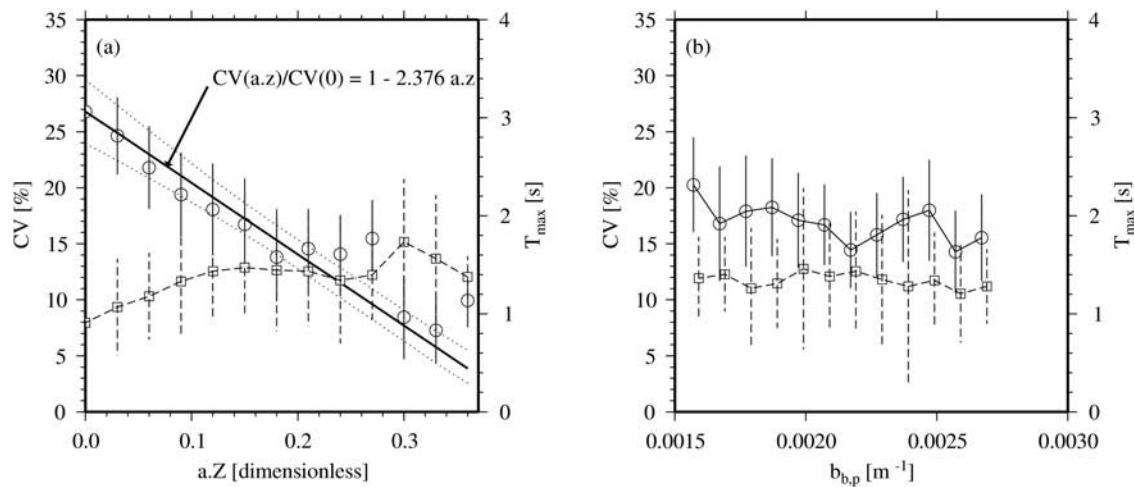 (a)
CV(a.z)/CV(0) = 1 - 2.376 a.z
CV [%]
35
30
25
20
15
10
5
0
T_max [s]
4
3
2
1
0
0.0 0.1 0.2 0.3
a.Z [dimensionless]
(b)
CV [%]
35
30
25
20
15
10
5
0
T_max [s]
4
3
2
1
0
0.0015 0.0020 0.0025 0.0030
b_b,p [m ^-1]